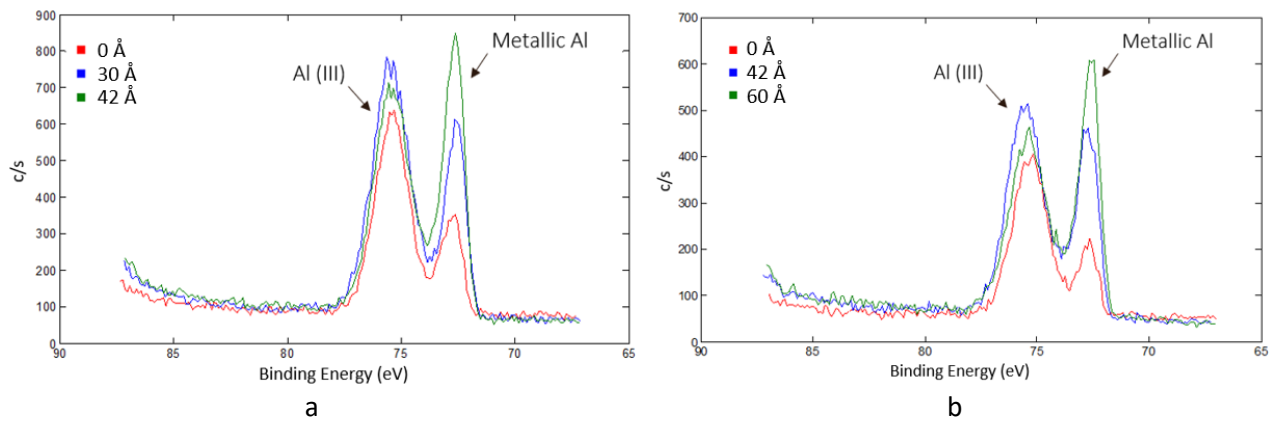 900
800
700
600
500
400
300
200
100
0
90
85
80
75
70
65
c/s
Binding Energy (eV)
0 Å
30 Å
42 Å
Al (III)
Metallic Al
a
700
600
500
400
300
200
100
0
90
85
80
75
70
65
c/s
Binding Energy (eV)
0 Å
42 Å
60 Å
Al (III)
Metallic Al
b